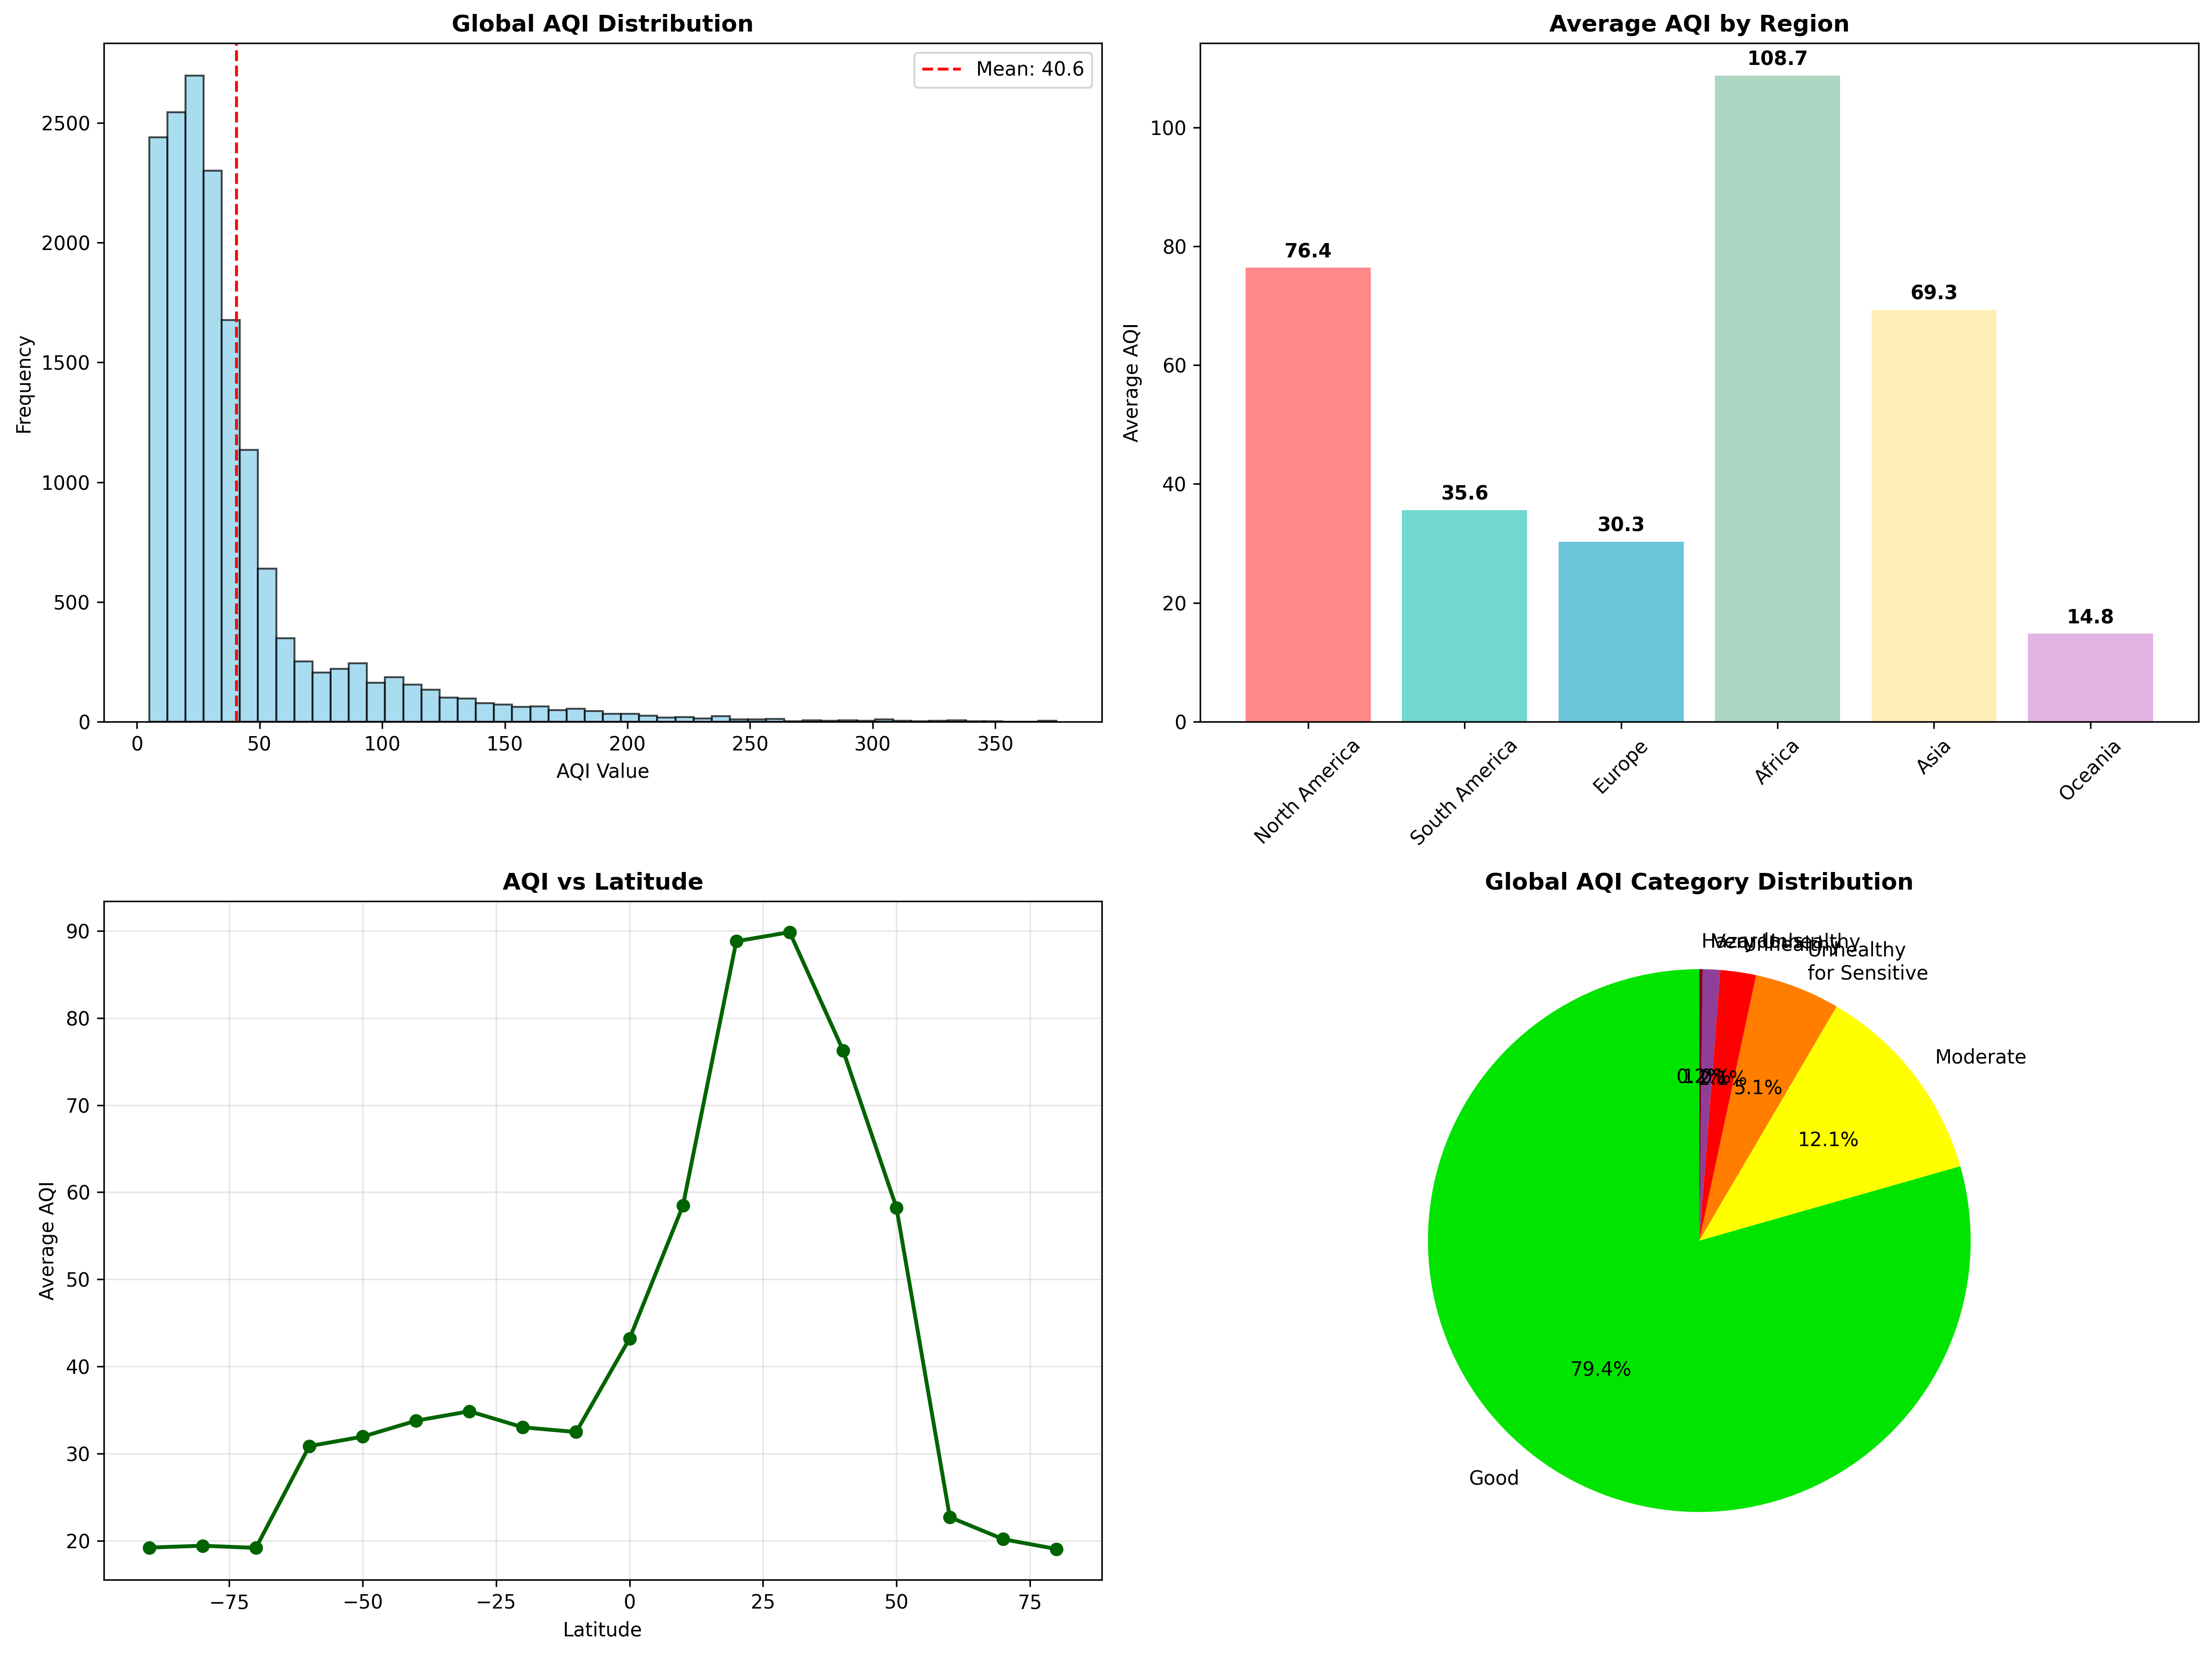 Global AQI Distribution
Mean: 40.6
Frequency
2500
2000
1500
1000
500
0
0 50 100 150 200 250 300 350
AQI Value
Average AQI by Region
Average AQI
100
80
60
40
20
0
76.4
35.6
30.3
108.7
69.3
14.8
North America
South America
Europe
Africa
Asia
Oceania
AQI vs Latitude
Average AQI
90
80
70
60
50
40
30
20
−75 −50 −25 0 25 50 75
Latitude
Global AQI Category Distribution
Hazardous
Very Unhealthy
Unhealthy
Unhealthy
for Sensitive
Moderate
Good
5.1%
12.1%
79.4%